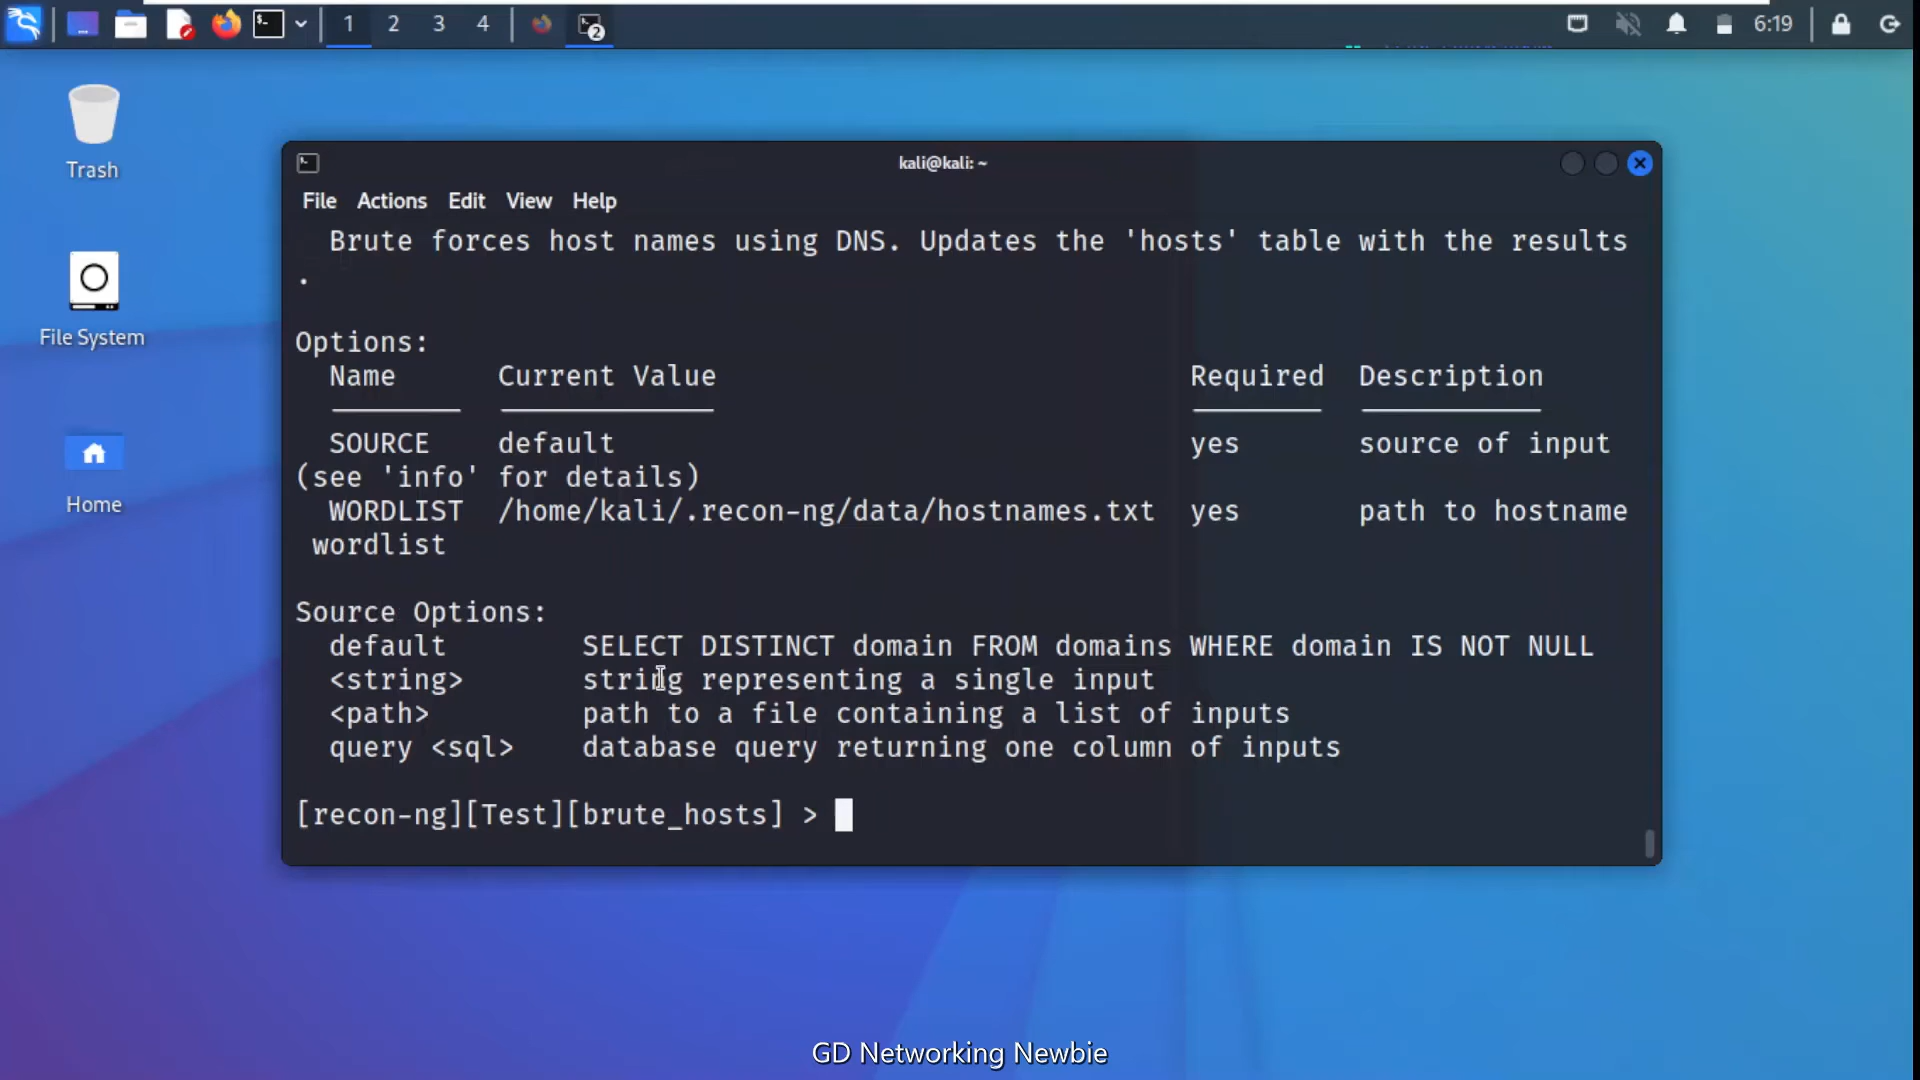 1 2 3 4 2 6:19
Trash
File System
Home
kali@kali: ~
File Actions Edit View Help
Brute forces host names using DNS. Updates the 'hosts' table with the results
.
Options:
Name Current Value Required Description
SOURCE default yes source of input
(see 'info' for details)
WORDLIST /home/kali/.recon-ng/data/hostnames.txt yes path to hostname
wordlist
Source Options:
default SELECT DISTINCT domain FROM domains WHERE domain IS NOT NULL
<string> string representing a single input
<path> path to a file containing a list of inputs
query <sql> database query returning one column of inputs
[recon-ng][Test][brute_hosts] >
GD Networking Newbie